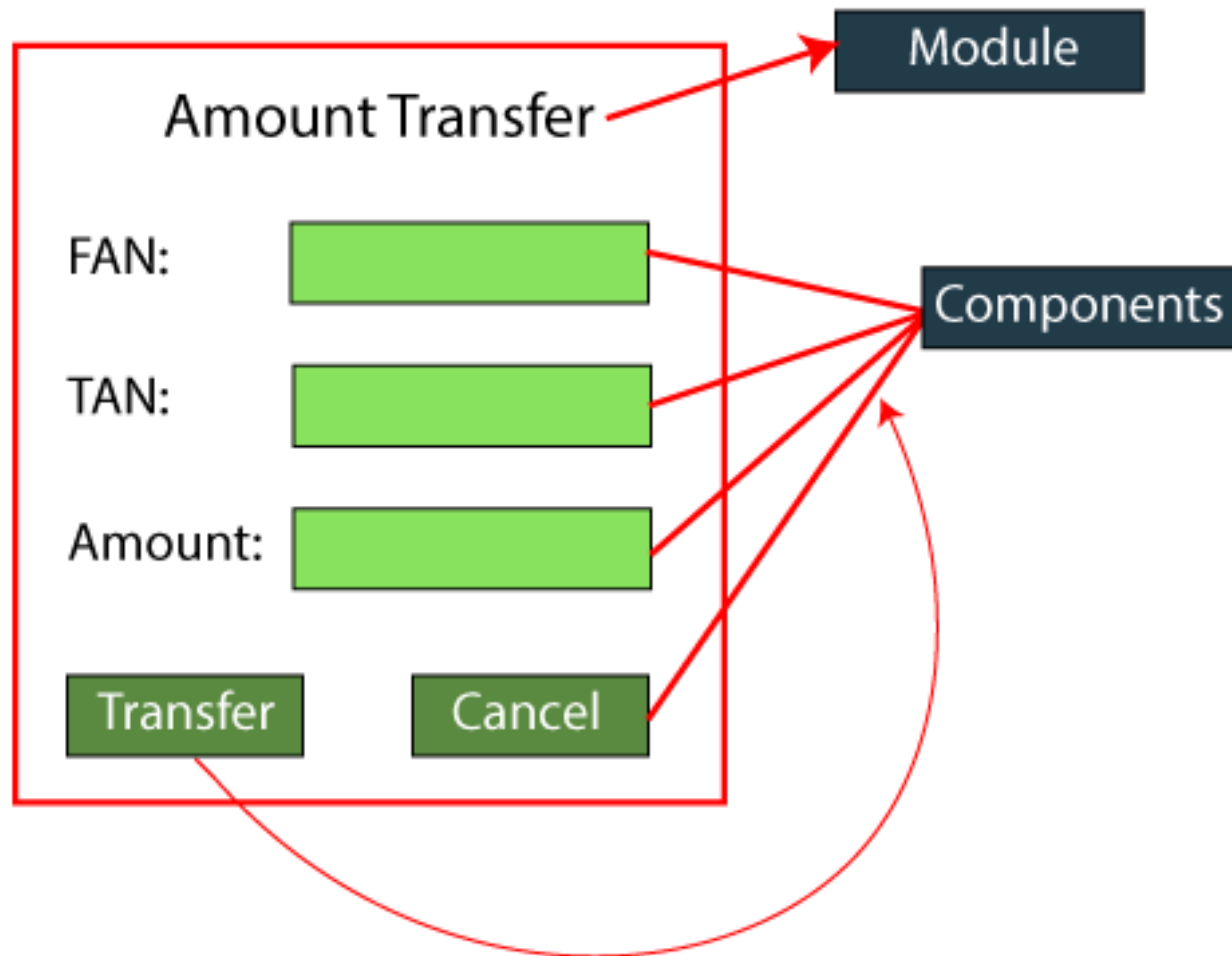 Module
Amount Transfer
FAN:
Components
TAN:
Amount:
Transfer
Cancel